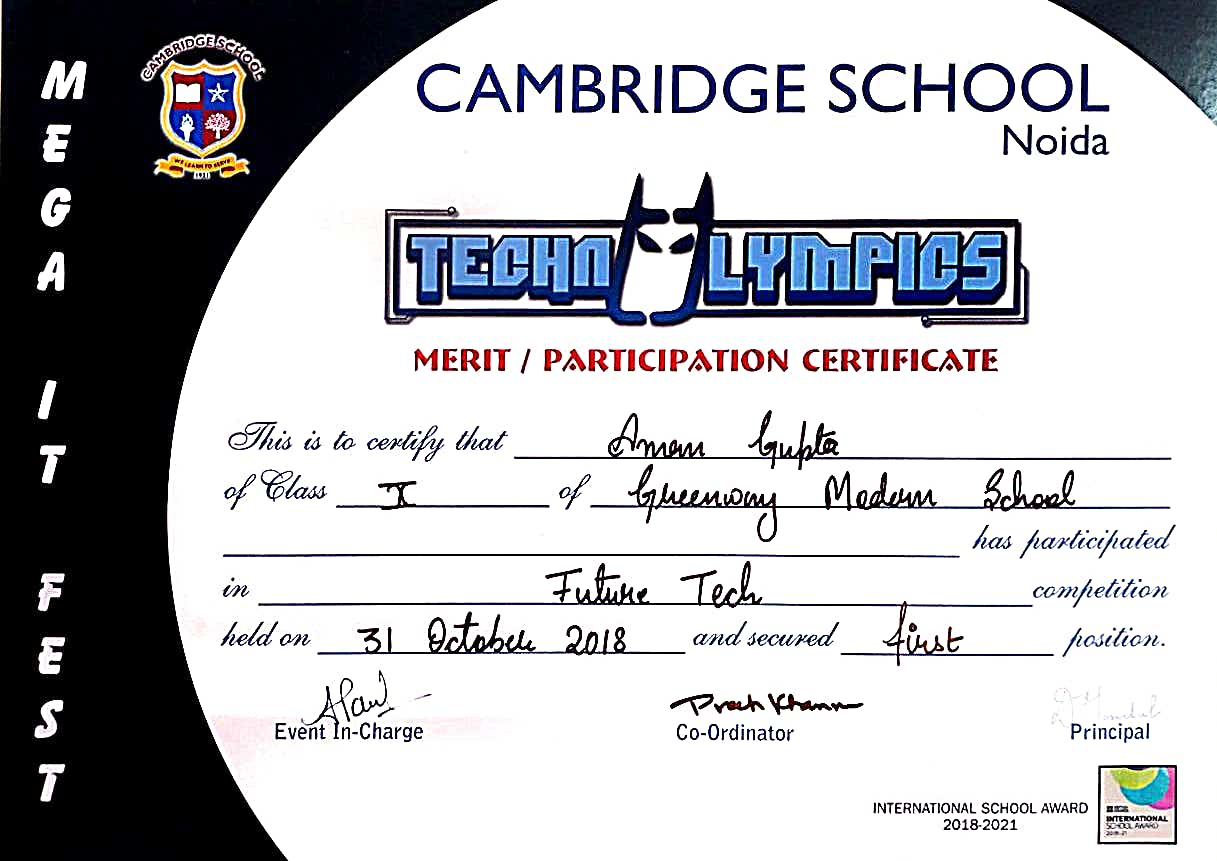 MEGA IT FEST
CAMBRIDGE SCHOOL
WE LEARN TO SERVE
CAMBRIDGE SCHOOL
Noida
TECHNOLYMPICS
MERIT / PARTICIPATION CERTIFICATE
This is to certify that Aman Gupta
of Class X of Greenway Modern School
has participated
in Future Tech competition
held on 31 October 2018 and secured first position.
Event In-Charge Co-Ordinator Principal
INTERNATIONAL SCHOOL AWARD
2018-2021
INTERNATIONAL
SCHOOL AWARD
2018-21